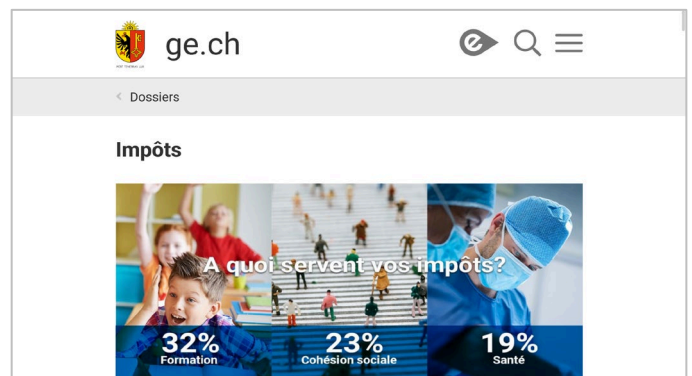 ge.ch
Dossiers
Impôts
A quoi servent vos impôts?
32%
Formation
23%
Cohésion sociale
19%
Santé